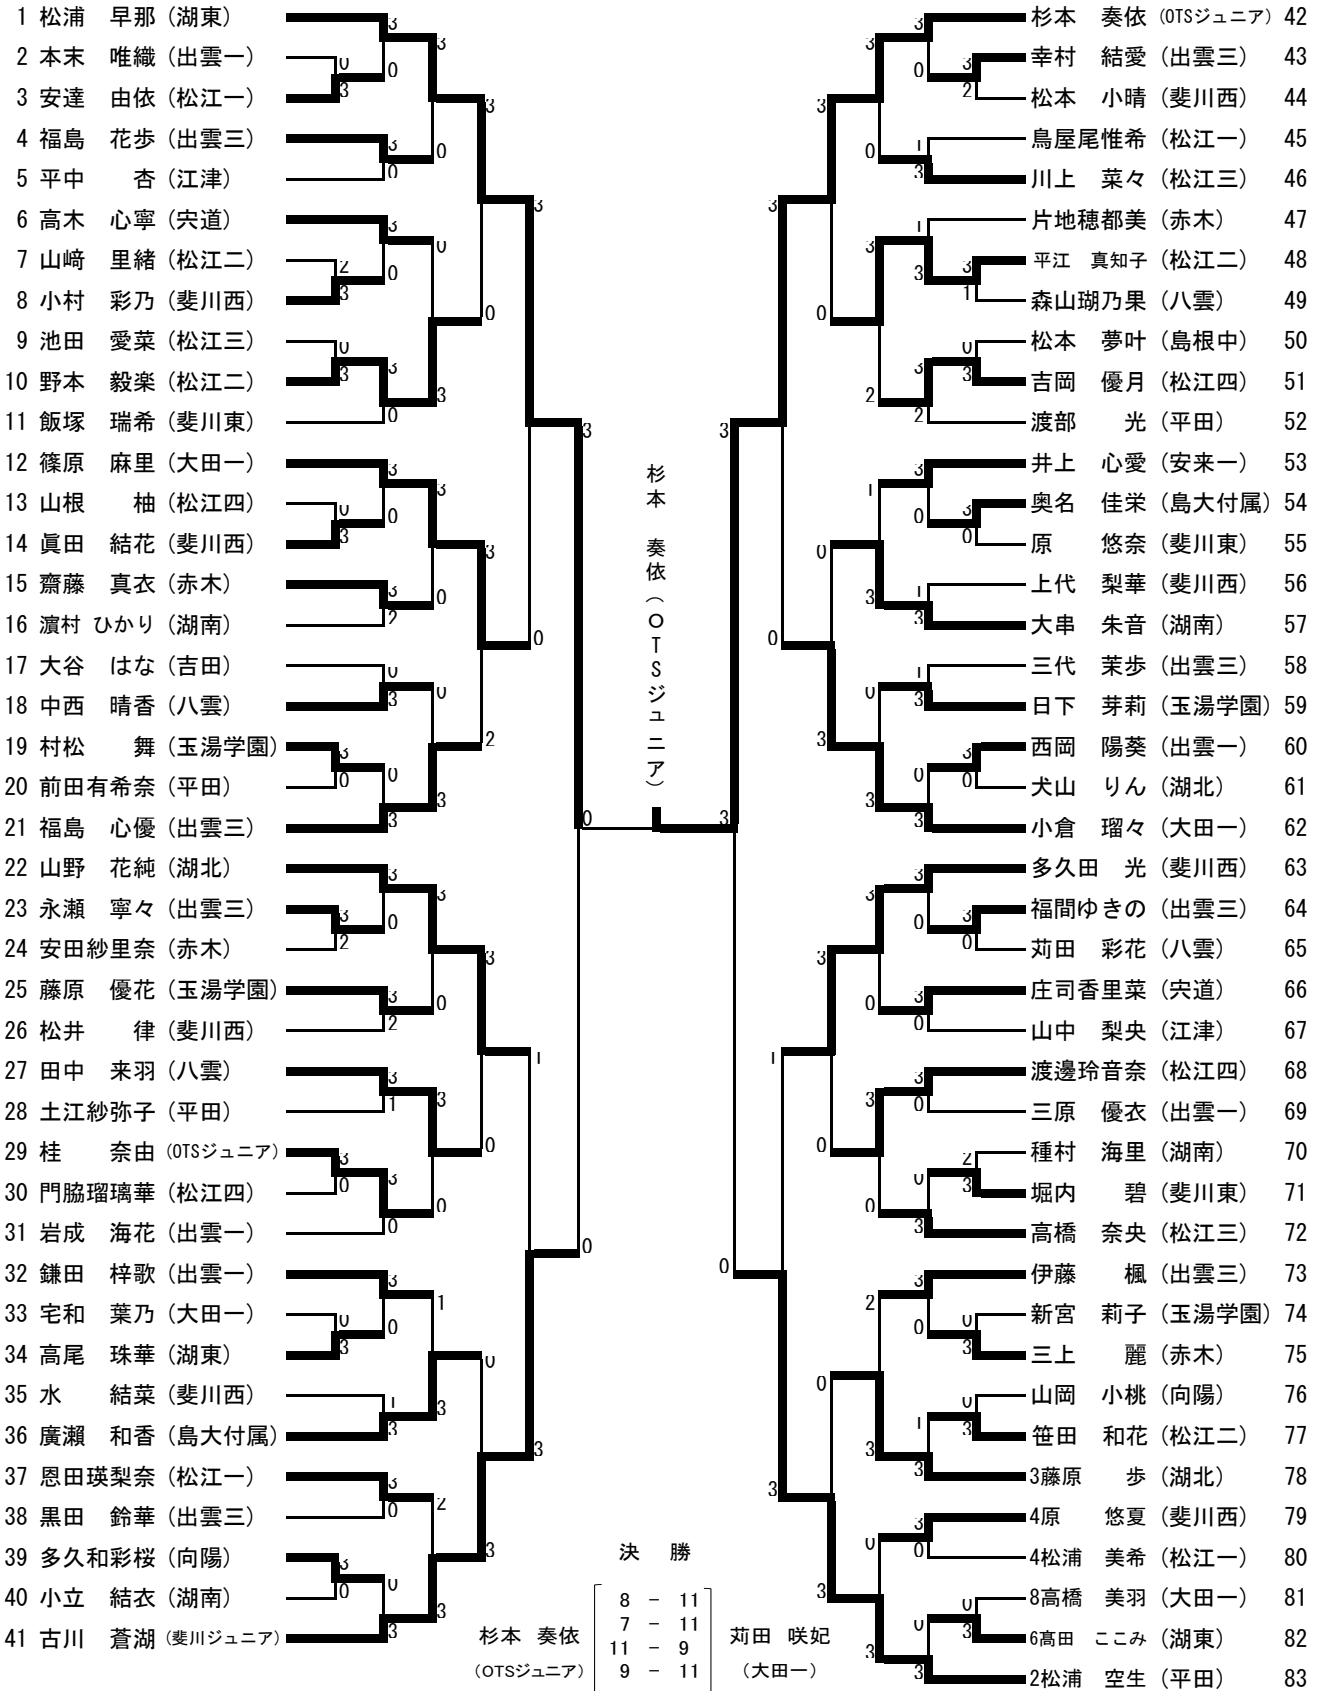 1 松浦 早那 (湖東)
2 本末 唯織 (出雲一)
3 安達 由依 (松江一)
4 福島 花歩 (出雲三)
5 平中 杏 (江津)
6 高木 心寧 (宍道)
7 山﨑 里緒 (松江二)
8 小村 彩乃 (斐川西)
9 池田 愛菜 (松江三)
10 野本 毅楽 (松江二)
11 飯塚 瑞希 (斐川東)
12 篠原 麻里 (大田一)
13 山根 柚 (松江四)
14 眞田 結花 (斐川西)
15 齋藤 真衣 (赤木)
16 濵村 ひかり (湖南)
17 大谷 はな (吉田)
18 中西 晴香 (八雲)
19 村松 舞 (玉湯学園)
20 前田有希奈 (平田)
21 福島 心優 (出雲三)
22 山野 花純 (湖北)
23 永瀬 寧々 (出雲三)
24 安田紗里奈 (赤木)
25 藤原 優花 (玉湯学園)
26 松井 律 (斐川西)
27 田中 来羽 (八雲)
28 土江紗弥子 (平田)
29 桂 奈由 (OTSジュニア)
30 門脇瑠璃華 (松江四)
31 岩成 海花 (出雲一)
32 鎌田 梓歌 (出雲一)
33 宅和 葉乃 (大田一)
34 高尾 珠華 (湖東)
35 水 結菜 (斐川西)
36 廣瀬 和香 (島大付属)
37 恩田瑛梨奈 (松江一)
38 黒田 鈴華 (出雲三)
39 多久和彩桜 (向陽)
40 小立 結衣 (湖南)
41 古川 蒼湖 (斐川ジュニア)
杉本 奏依(OTSジュニア)
決 勝
8 - 11
7 - 11
11 - 9
9 - 11
杉本 奏依
(OTSジュニア)
苅田 咲妃
(大田一)
杉本 奏依 (OTSジュニア) 42
幸村 結愛 (出雲三) 43
松本 小晴 (斐川西) 44
鳥屋尾惟希 (松江一) 45
川上 菜々 (松江三) 46
片地穂都美 (赤木) 47
平江 真知子 (松江二) 48
森山瑚乃果 (八雲) 49
松本 夢叶 (島根中) 50
吉岡 優月 (松江四) 51
渡部 光 (平田) 52
井上 心愛 (安来一) 53
奥名 佳栄 (島大付属) 54
原 悠奈 (斐川東) 55
上代 梨華 (斐川西) 56
大串 朱音 (湖南) 57
三代 茉歩 (出雲三) 58
日下 芽莉 (玉湯学園) 59
西岡 陽葵 (出雲一) 60
犬山 りん (湖北) 61
小倉 瑠々 (大田一) 62
多久田 光 (斐川西) 63
福間ゆきの (出雲三) 64
苅田 彩花 (八雲) 65
庄司香里菜 (宍道) 66
山中 梨央 (江津) 67
渡邊玲音奈 (松江四) 68
三原 優衣 (出雲一) 69
種村 海里 (湖南) 70
堀内 碧 (斐川東) 71
高橋 奈央 (松江三) 72
伊藤 楓 (出雲三) 73
新宮 莉子 (玉湯学園) 74
三上 麗 (赤木) 75
山岡 小桃 (向陽) 76
笹田 和花 (松江二) 77
3藤原 歩 (湖北) 78
4原 悠夏 (斐川西) 79
4松浦 美希 (松江一) 80
8高橋 美羽 (大田一) 81
6髙田 ここみ (湖東) 82
2松浦 空生 (平田) 83